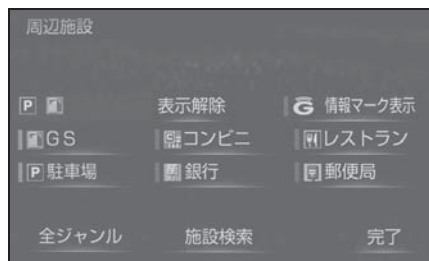 周辺施設
P 表示解除 G 情報マーク表示
GS コンビニ レストラン
P 駐車場 銀行 郵便局
全ジャンル 施設検索 完了